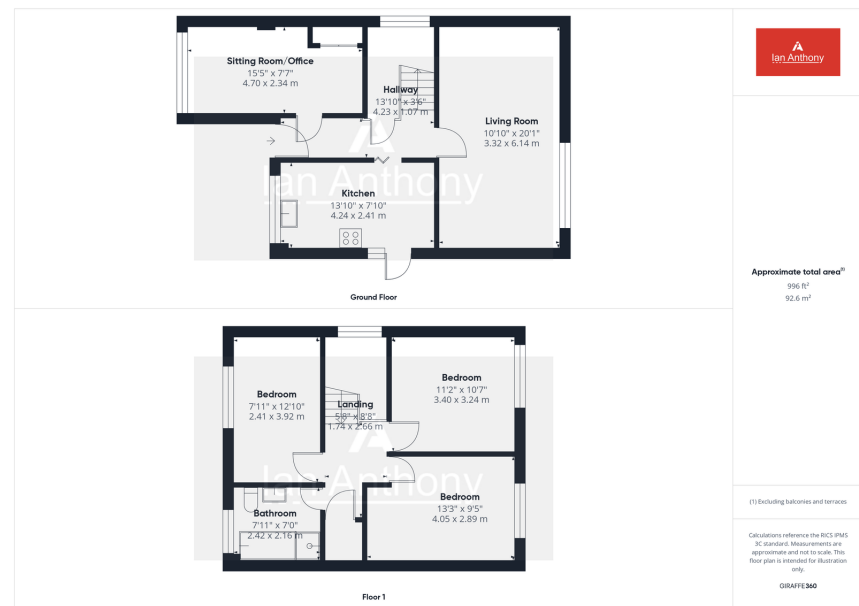 Sitting Room/Office
15'5" x 7'7"
4.70 x 2.34 m
Hallway
13'10" x 3'6"
4.23 x 1.07 m
Living Room
10'10" x 20'1"
3.32 x 6.14 m
Ian Anthony
Kitchen
13'10" x 7'10"
4.24 x 2.41 m
Ground Floor
Bedroom
7'11" x 12'10"
2.41 x 3.92 m
Landing
5'8" x 8'8"
1.74 x 2.66 m
Bedroom
11'2" x 10'7"
3.40 x 3.24 m
Ian Anthony
Bathroom
7'11" x 7'0"
2.42 x 2.16 m
Bedroom
13'3" x 9'5"
4.05 x 2.89 m
Floor 1
Ian Anthony
Approximate total area(1)
996 ft²
92.6 m²
(1) Excluding balconies and terraces
Calculations reference the RICS IPMS
3C standard. Measurements are
approximate and not to scale. This
floor plan is intended for illustration
only.
GIRAFFE360